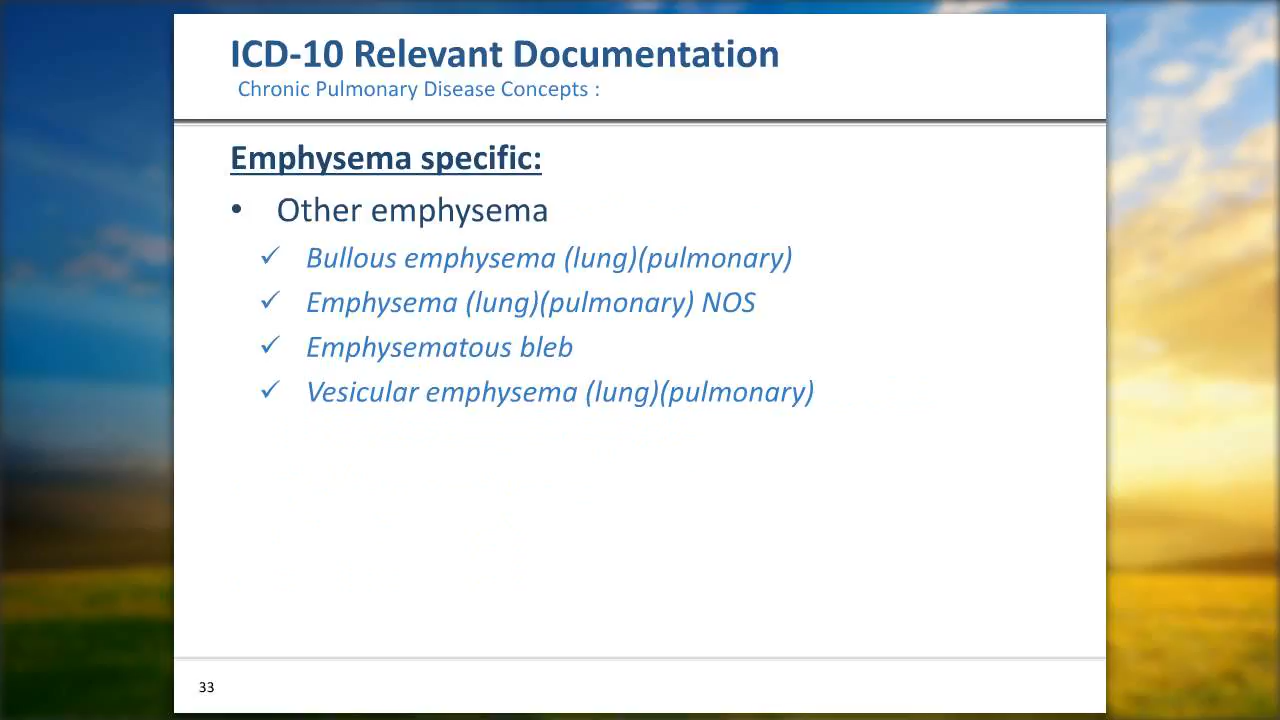 ICD-10 Relevant Documentation
Chronic Pulmonary Disease Concepts :
Emphysema specific:
• Other emphysema
✓ Bullous emphysema (lung)(pulmonary)
✓ Emphysema (lung)(pulmonary) NOS
✓ Emphysematous bleb
✓ Vesicular emphysema (lung)(pulmonary)
33